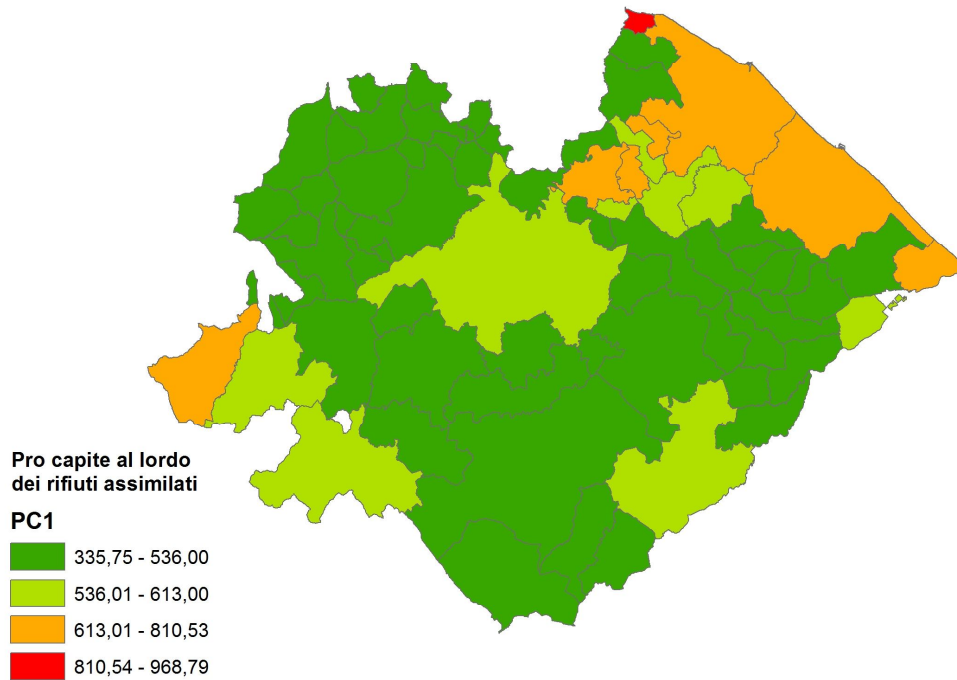 Pro capite al lordo
dei rifiuti assimilati
PC1
335,75 - 536,00
536,01 - 613,00
613,01 - 810,53
810,54 - 968,79